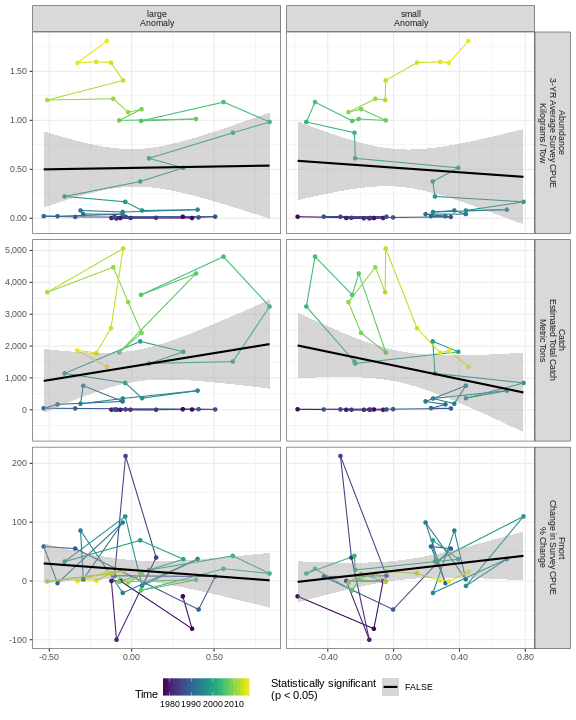 large
Anomaly
small
Anomaly
1.50
1.00
0.50
0.00
Abundance
3-YR Average Survey CPUE
Kilograms / Tow
5,000
4,000
3,000
2,000
1,000
0
Catch
Estimated Total Catch
Metric Tons
200
100
0
-100
Fmort
Change in Survey CPUE
% Change
-0.50
0.00
0.50
-0.40
0.00
0.40
0.80
Time
1980 1990 2000 2010
Statistically significant
(p < 0.05)
FALSE